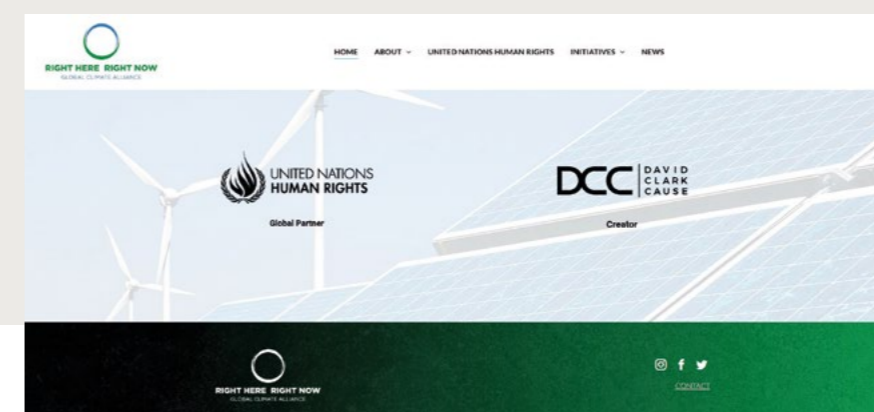 RIGHT HERE RIGHT NOW
GLOBAL CLIMATE ALLIANCE
HOME ABOUT UNITED NATIONS HUMAN RIGHTS INITIATIVES NEWS
UNITED NATIONS
HUMAN RIGHTS
Global Partner
DCC DAVID
CLARK
CAUSE
Creator
RIGHT HERE RIGHT NOW
GLOBAL CLIMATE ALLIANCE
CONTACT